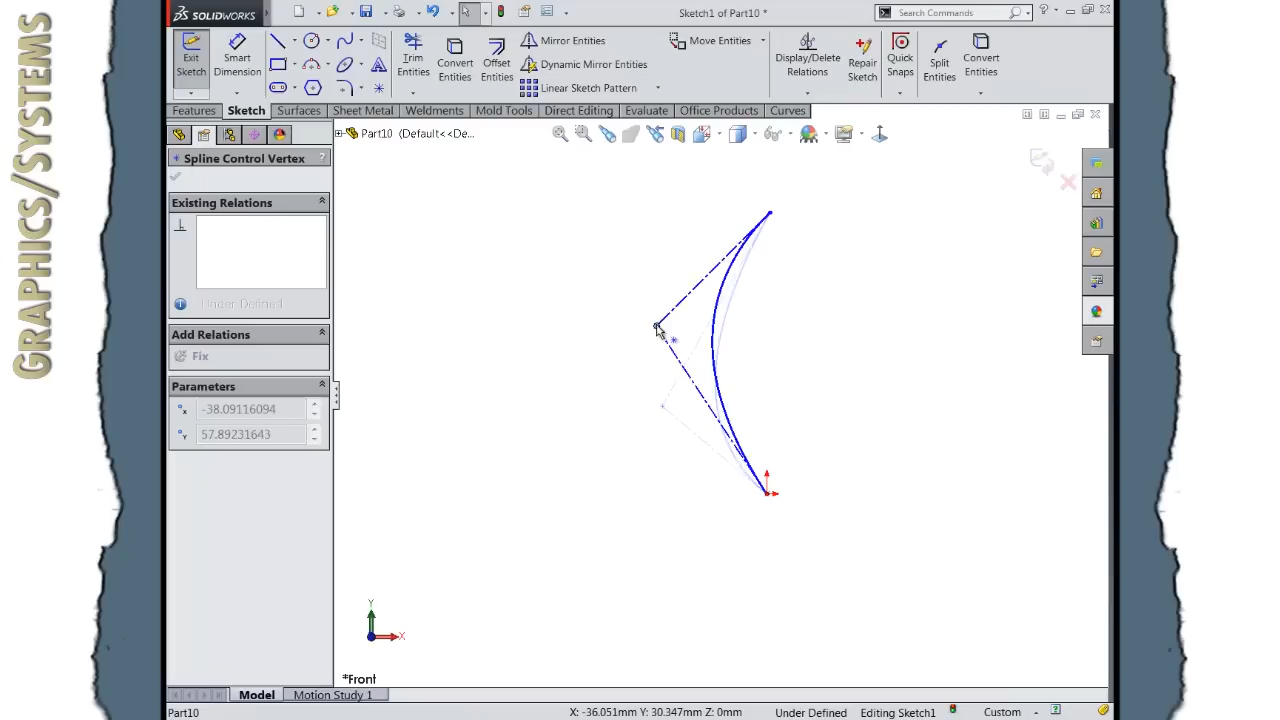 GRAPHICS/SYSTEMS
SOLIDWORKS
Sketch1 of Part10 *
Search Commands
Exit Sketch
Smart Dimension
Trim Entities
Convert Entities
Offset Entities
Mirror Entities
Dynamic Mirror Entities
Linear Sketch Pattern
Move Entities
Display/Delete Relations
Repair Sketch
Quick Snaps
Split Entities
Convert Entities
Features Sketch Surfaces Sheet Metal Weldments Mold Tools Direct Editing Evaluate Office Products Curves
Part10 (Default<<De...
Spline Control Vertex ?
Existing Relations
Under Defined
Add Relations
Fix
Parameters
X -38.09116094
Y 57.89231643
Y
X
*Front
Model Motion Study 1
Part10 X: -36.051mm Y: 30.347mm Z: 0mm Under Defined Editing Sketch1 Custom